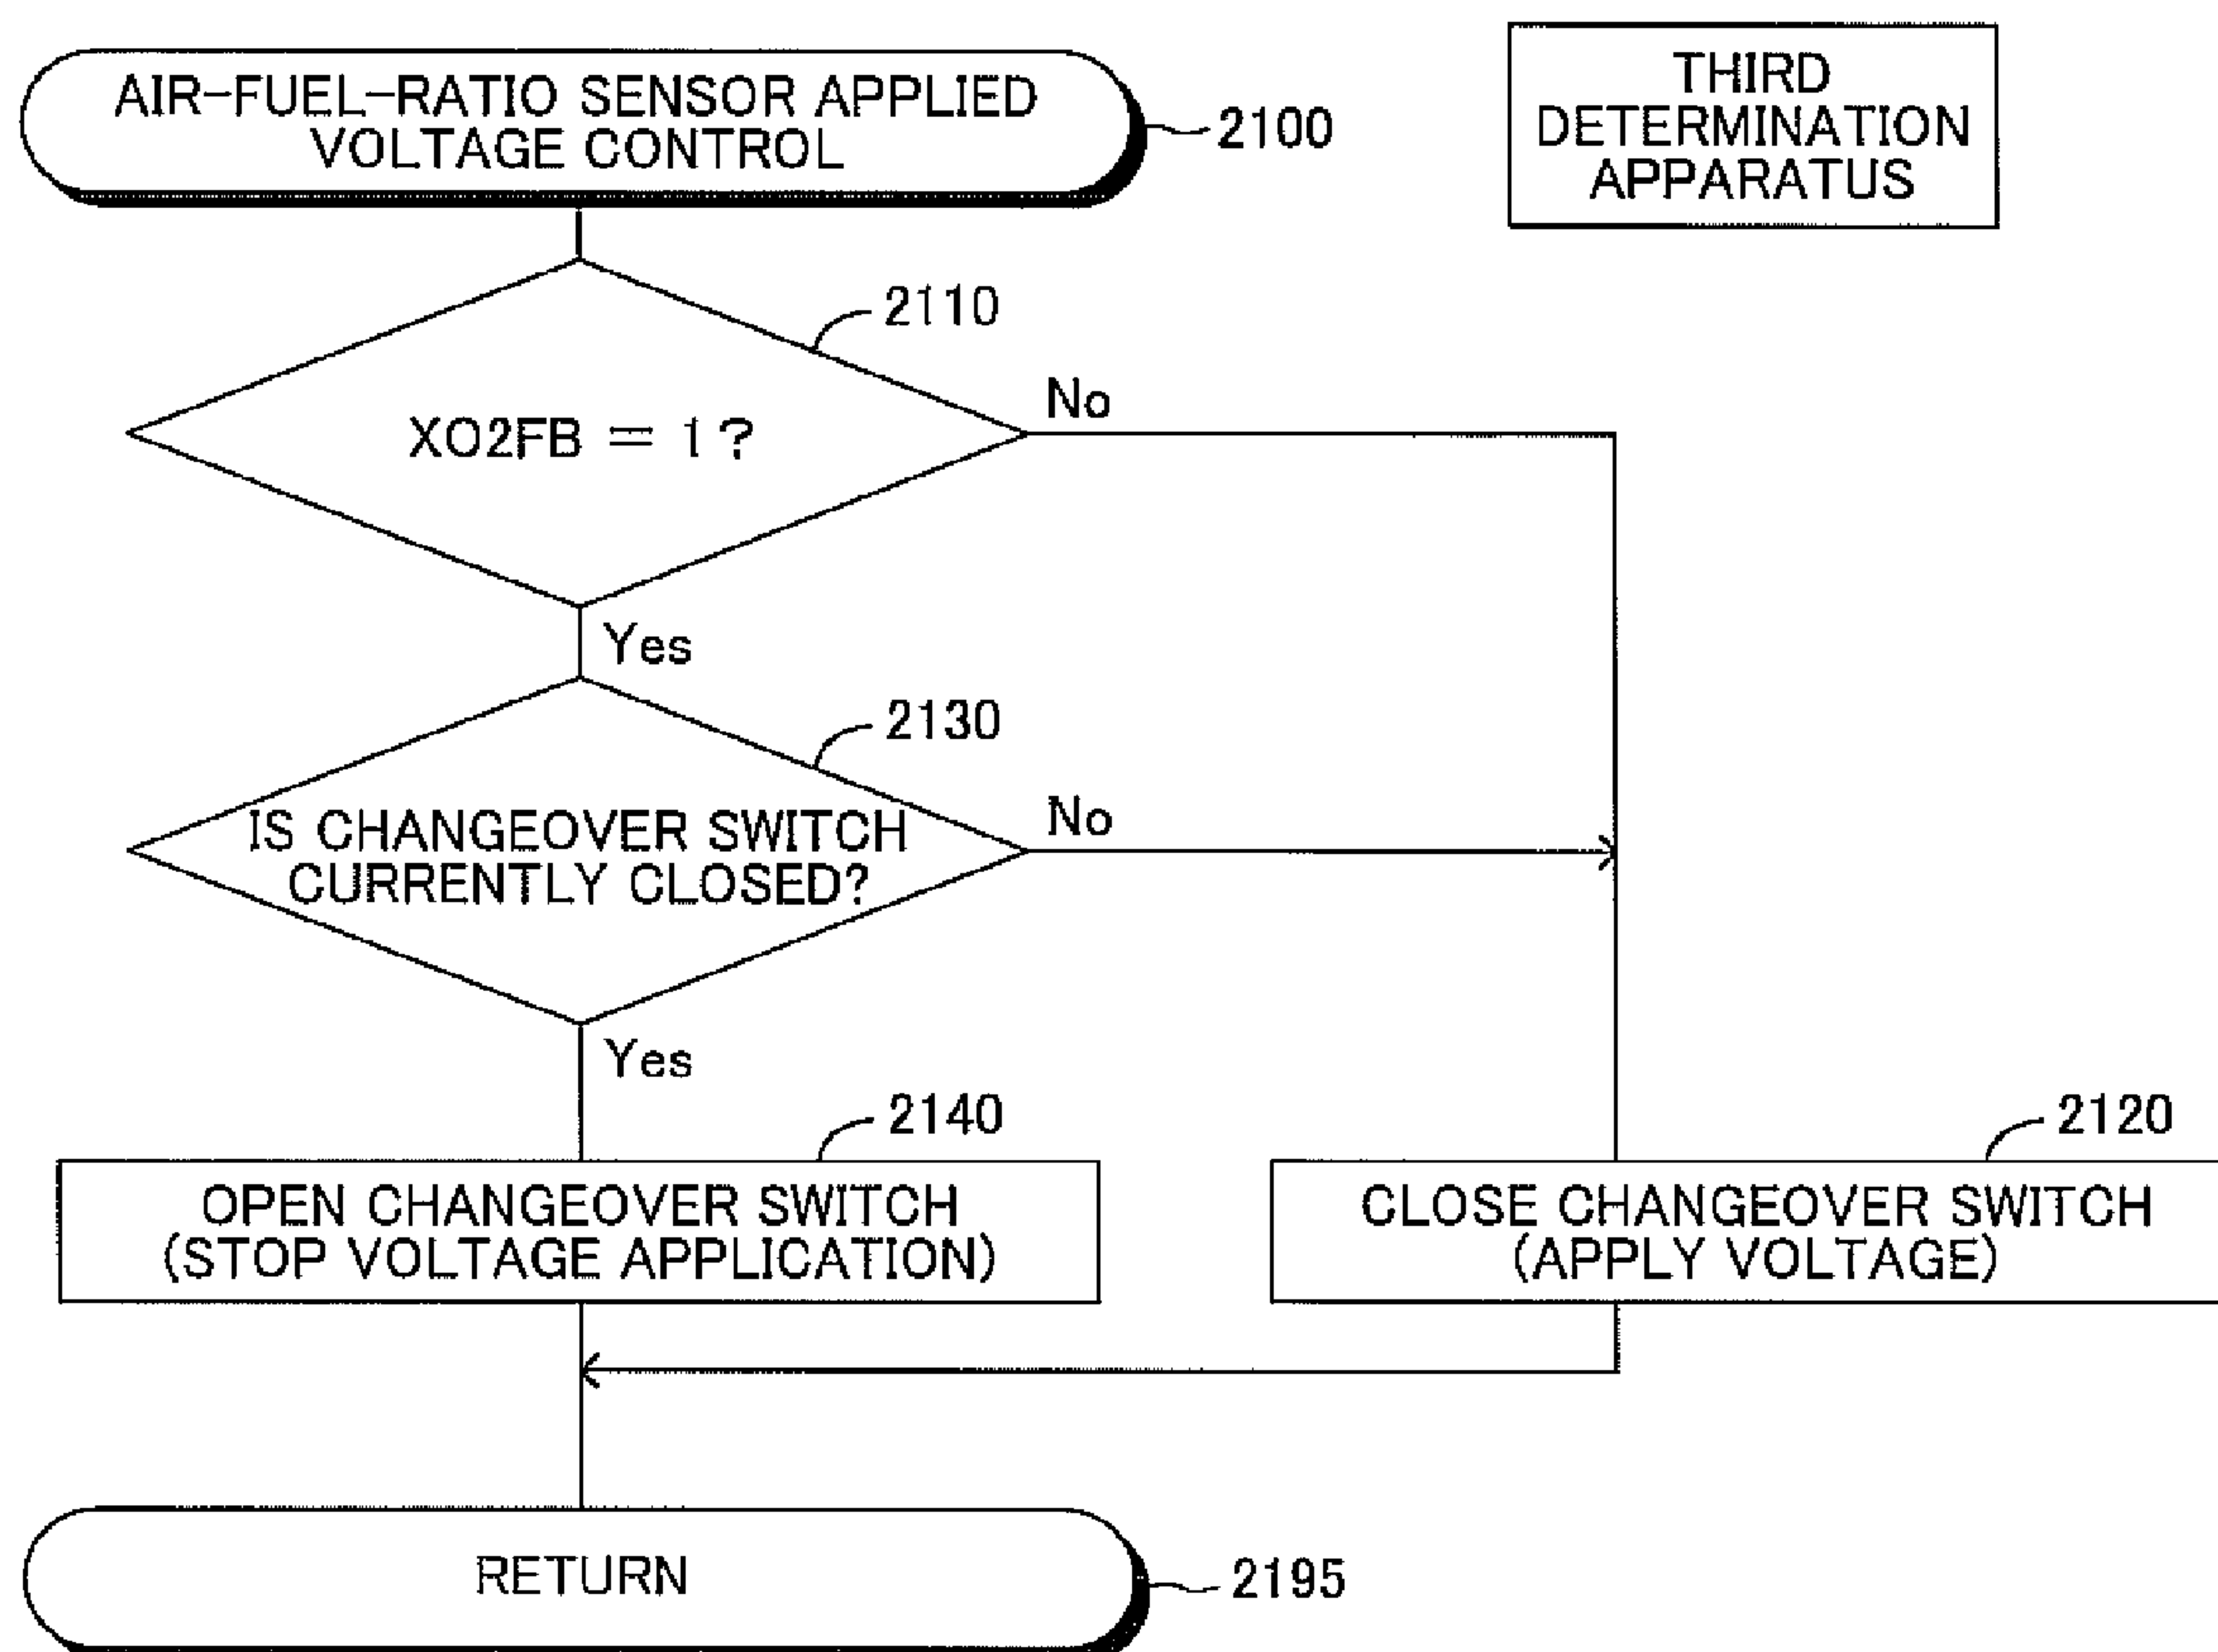 AIR-FUEL-RATIO SENSOR APPLIED
VOLTAGE CONTROL
2100
THIRD
DETERMINATION
APPARATUS
2110
XO2FB = 1?
No
Yes
2130
IS CHANGEOVER SWITCH
CURRENTLY CLOSED?
No
Yes
2140
OPEN CHANGEOVER SWITCH
(STOP VOLTAGE APPLICATION)
2120
CLOSE CHANGEOVER SWITCH
(APPLY VOLTAGE)
RETURN
2195